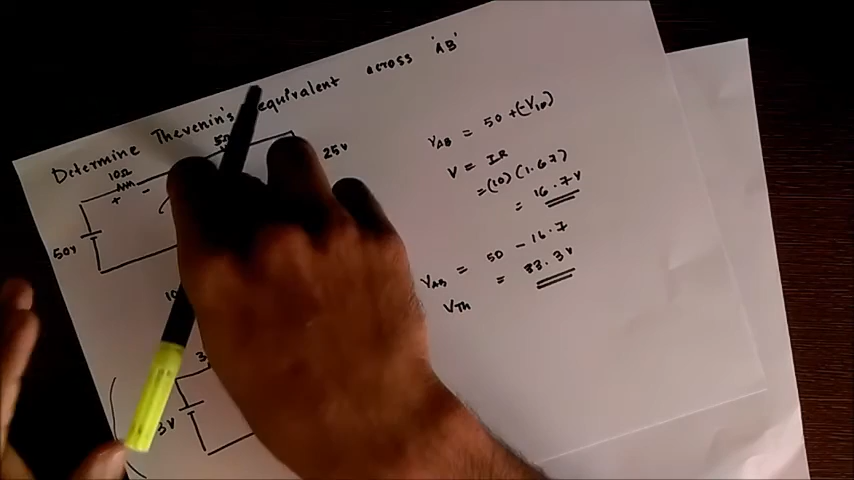 Determine Thevenin's equivalent across 'AB'
10Ω
+ -
25v
50v
3v
VAB = 50 + (-V10)
V = IR
= (10) (1.67)
= 16.7v
VAB = 50 - 16.7
VTh = 33.3v